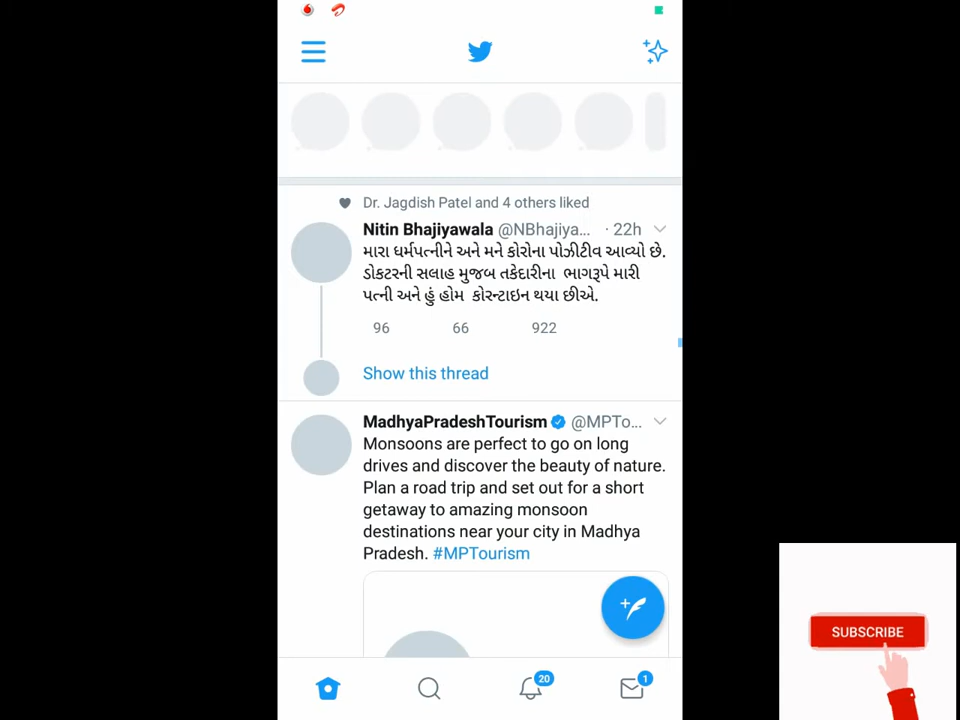 Dr. Jagdish Patel and 4 others liked
Nitin Bhajiyawala @NBhajiya... · 22h
મારા ધર્મપત્નીને અને મને કોરોના પોઝીટીવ આવ્યો છે.
ડોકટરની સલાહ મુજબ તકેદારીના ભાગરૂપે મારી
પત્ની અને હું હોમ કોરન્ટાઇન થયા છીએ.
96 66 922
Show this thread
MadhyaPradeshTourism @MPTo...
Monsoons are perfect to go on long
drives and discover the beauty of nature.
Plan a road trip and set out for a short
getaway to amazing monsoon
destinations near your city in Madhya
Pradesh. #MPTourism
20 1
SUBSCRIBE